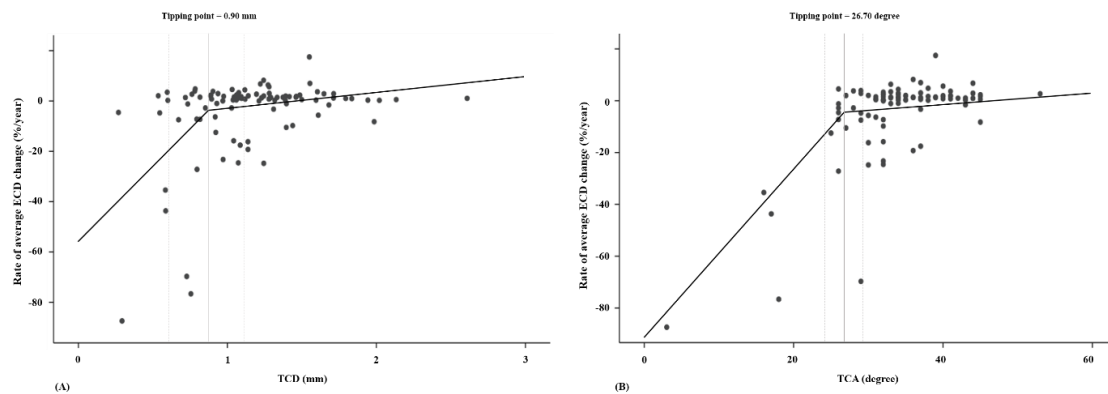 Tipping point – 0.90 mm
Rate of average ECD change (%/year)
0
-20
-40
-60
-80
0
1
2
3
TCD (mm)
(A)
Tipping point – 26.70 degree
Rate of average ECD change (%/year)
0
-20
-40
-60
-80
0
20
40
60
TCA (degree)
(B)